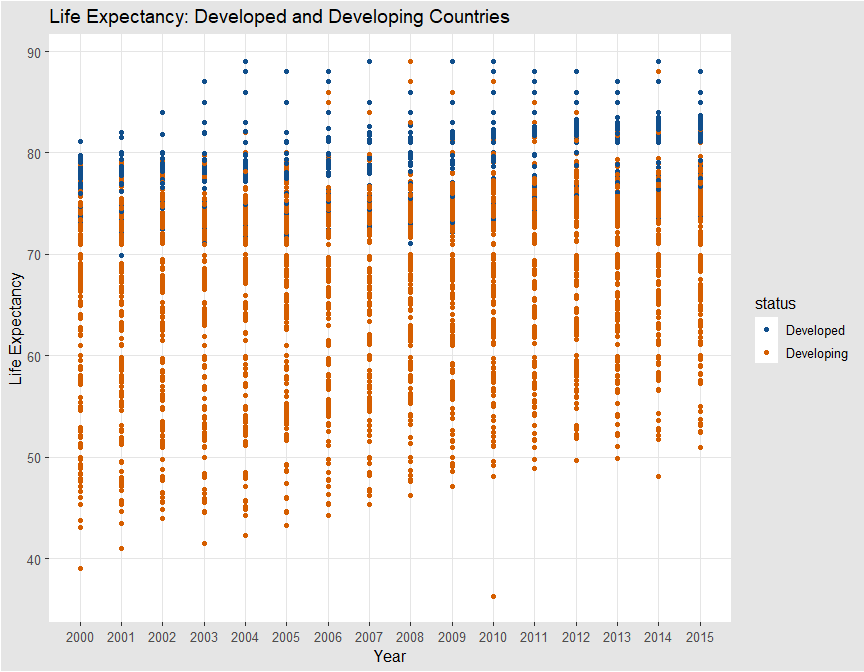 Life Expectancy: Developed and Developing Countries
90
80
70
60
50
40
Life Expectancy
2000 2001 2002 2003 2004 2005 2006 2007 2008 2009 2010 2011 2012 2013 2014 2015
Year
status
Developed
Developing